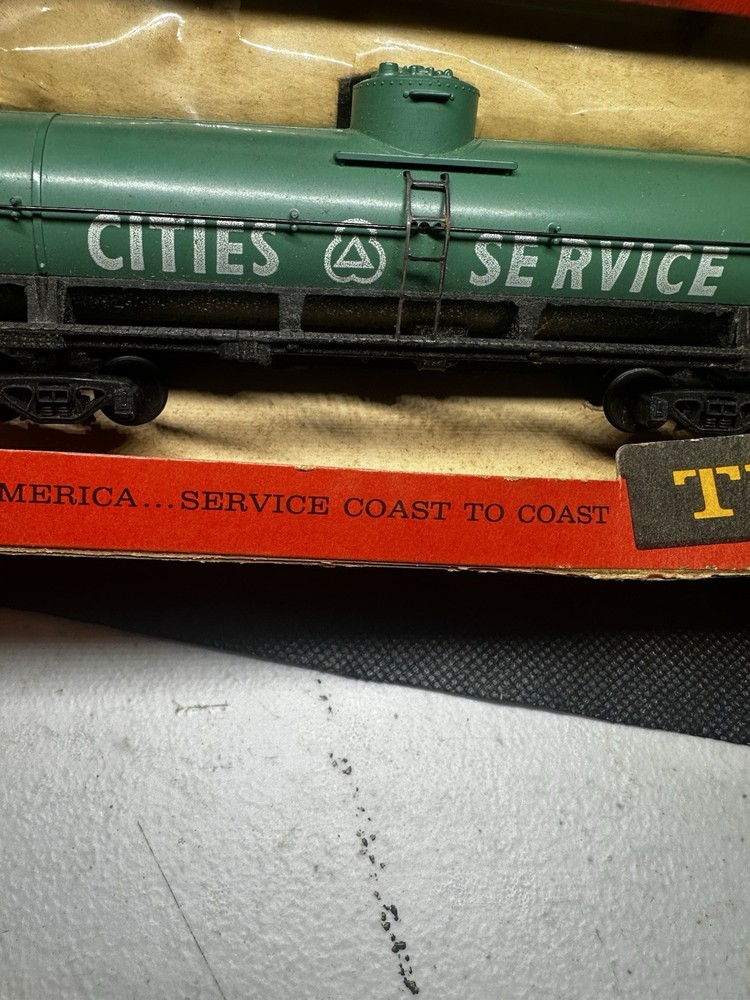 CITIES SERVICE
MERICA...SERVICE COAST TO COAST
T